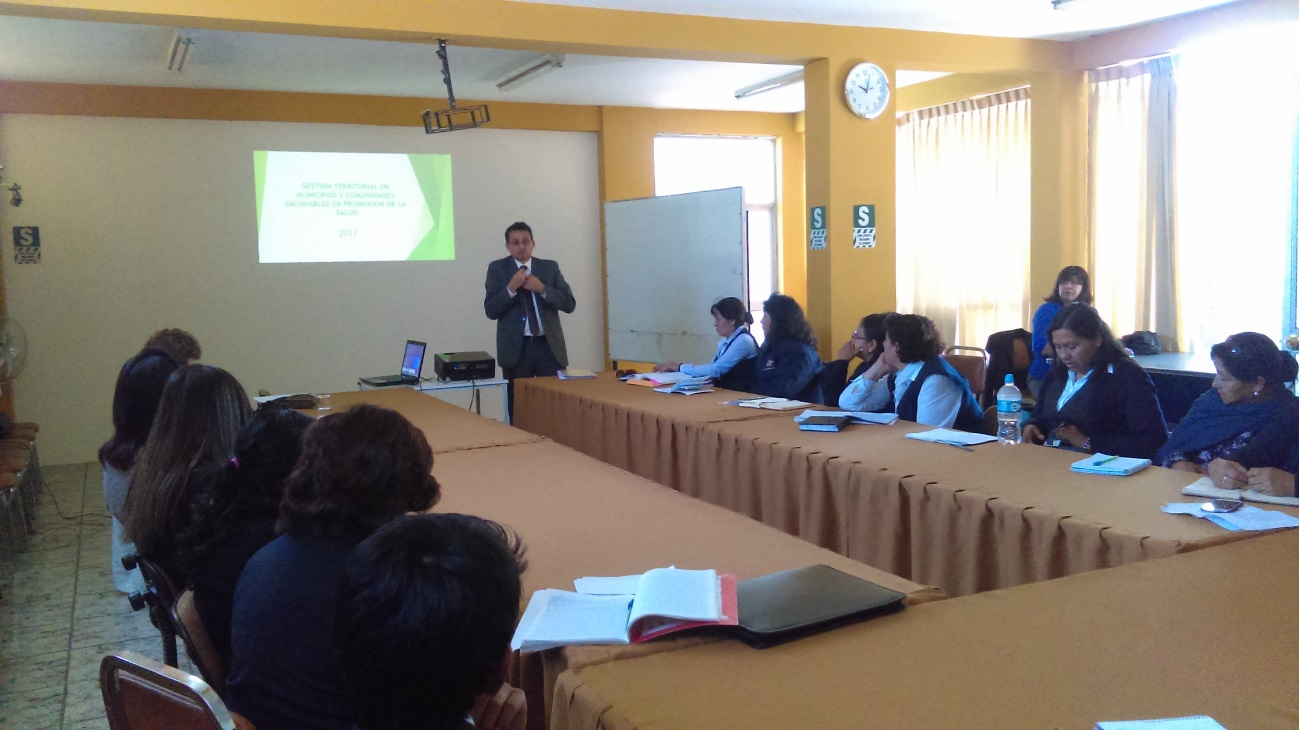 GESTION TERRITORIAL EN
MUNICIPIOS Y COMUNIDADES
SALUDABLES EN PROMOCION DE LA
SALUD
2017
S
S
S